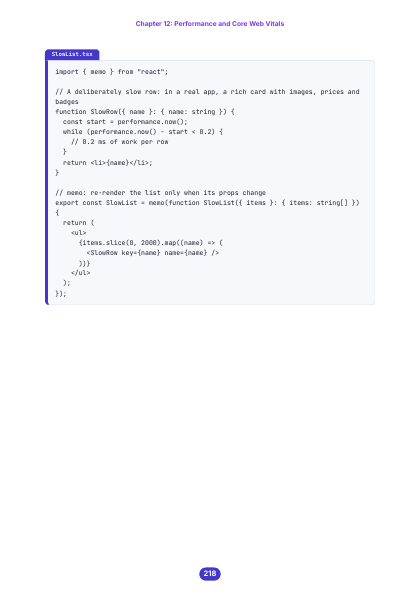 Chapter 12: Performance and Core Web Vitals
SlowList.tsx
import { memo } from "react";

// A deliberately slow row: in a real app, a rich card with images, prices and
badges
function SlowRow({ name }: { name: string }) {
  const start = performance.now();
  while (performance.now() - start < 0.2) {
    // 0.2 ms of work per row
  }
  return <li>{name}</li>;
}

// memo: re-render the list only when its props change
export const SlowList = memo(function SlowList({ items }: { items: string[] })
{
  return (
    <ul>
      {items.slice(0, 2000).map((name) => (
        <SlowRow key={name} name={name} />
      ))}
    </ul>
  );
});
218